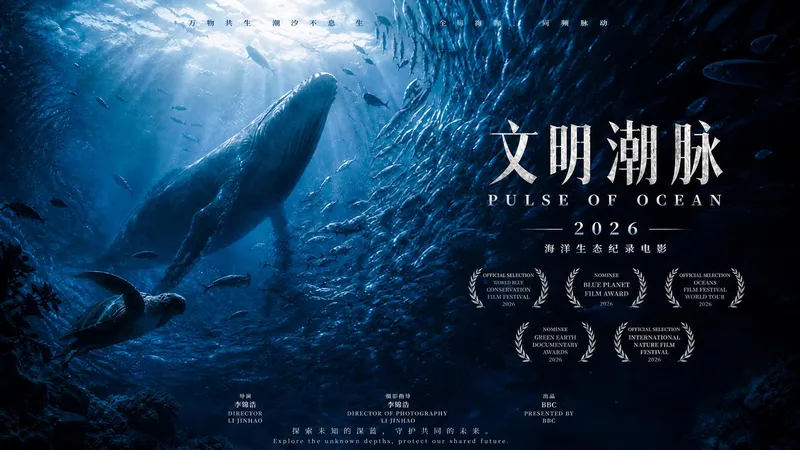 万物共生 潮汐不息 生 全 海 同频脉动
文明潮脉
PULSE OF OCEAN
2026
海洋生态纪录电影
OFFICIAL SELECTION
WORLD BLUE
CONSERVATION
FILM FESTIVAL
2026
NOMINEE
BLUE PLANET
FILM AWARD
2026
OFFICIAL SELECTION
OCEANS
FILM FESTIVAL
WORLD TOUR
2026
NOMINEE
GREEN EARTH
DOCUMENTARY
AWARDS
2026
OFFICIAL SELECTION
INTERNATIONAL
NATURE FILM
FESTIVAL
2026
导演
李锦浩
DIRECTOR
LI JINHAO
摄影指导
李锦浩
DIRECTOR OF PHOTOGRAPHY
LI JINHAO
出品
BBC
PRESENTED BY
BBC
探索未知的深蓝，守护共同的未来。
Explore the unknown depths, protect our shared future.